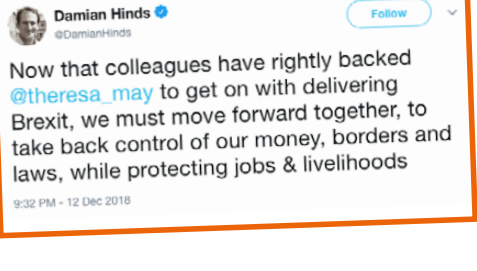 Damian Hinds
Follow
@DamianHinds
Now that colleagues have rightly backed
@theresa_may to get on with delivering
Brexit, we must move forward together, to
take back control of our money, borders and
laws, while protecting jobs & livelihoods
9:32 PM - 12 Dec 2018